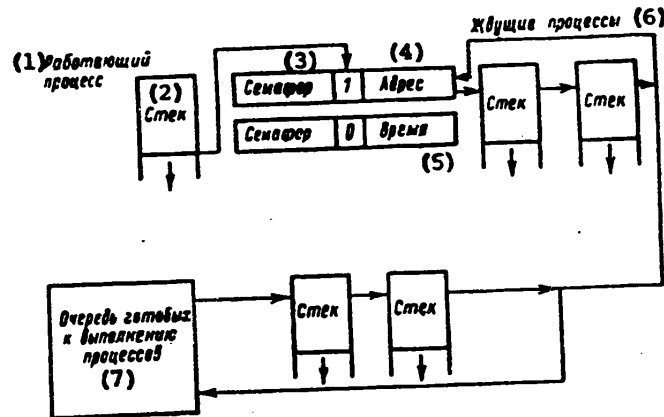 (1) Работающий процесс
(2) Стек
(3) (4)
Семафор 1 Адрес
Семафор 0 Время
(5)
Ждущие процессы (6)
Стек
Стек
Очередь готовых
к выполнению
процессов
(7)
Стек
Стек